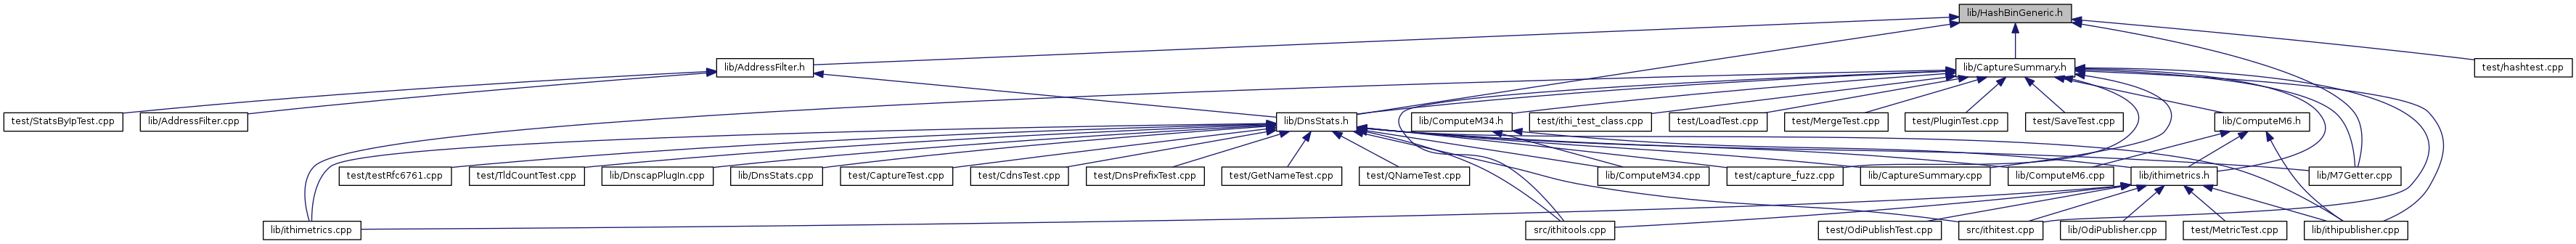 lib/HashBinGeneric.h
lib/AddressFilter.h
lib/CaptureSummary.h
test/hashtest.cpp
test/StatsByIpTest.cpp
lib/AddressFilter.cpp
lib/DnsStats.h
lib/ComputeM34.h
test/ithi_test_class.cpp
test/LoadTest.cpp
test/MergeTest.cpp
test/PluginTest.cpp
test/SaveTest.cpp
lib/ComputeM6.h
test/testRfc6761.cpp
test/TldCountTest.cpp
lib/DnscapPlugIn.cpp
lib/DnsStats.cpp
test/CaptureTest.cpp
test/CdnsTest.cpp
test/DnsPrefixTest.cpp
test/GetNameTest.cpp
test/QNameTest.cpp
lib/ComputeM34.cpp
test/capture_fuzz.cpp
lib/CaptureSummary.cpp
lib/ComputeM6.cpp
lib/ithimetrics.h
lib/M7Getter.cpp
lib/ithimetrics.cpp
src/ithitools.cpp
test/OdiPublishTest.cpp
src/ithitest.cpp
lib/OdiPublisher.cpp
test/MetricTest.cpp
lib/ithipublisher.cpp